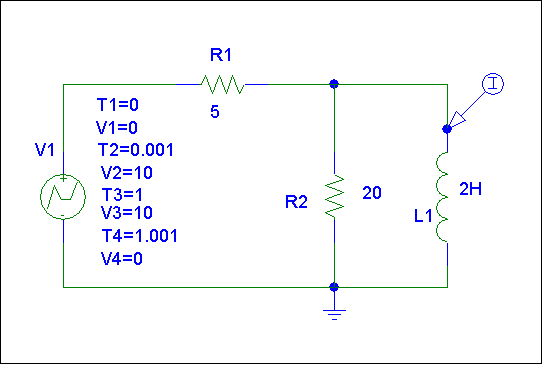 R1
5
T1=0
V1=0
V1
T2=0.001
V2=10
T3=1
V3=10
T4=1.001
V4=0
R2
20
I
2H
L1